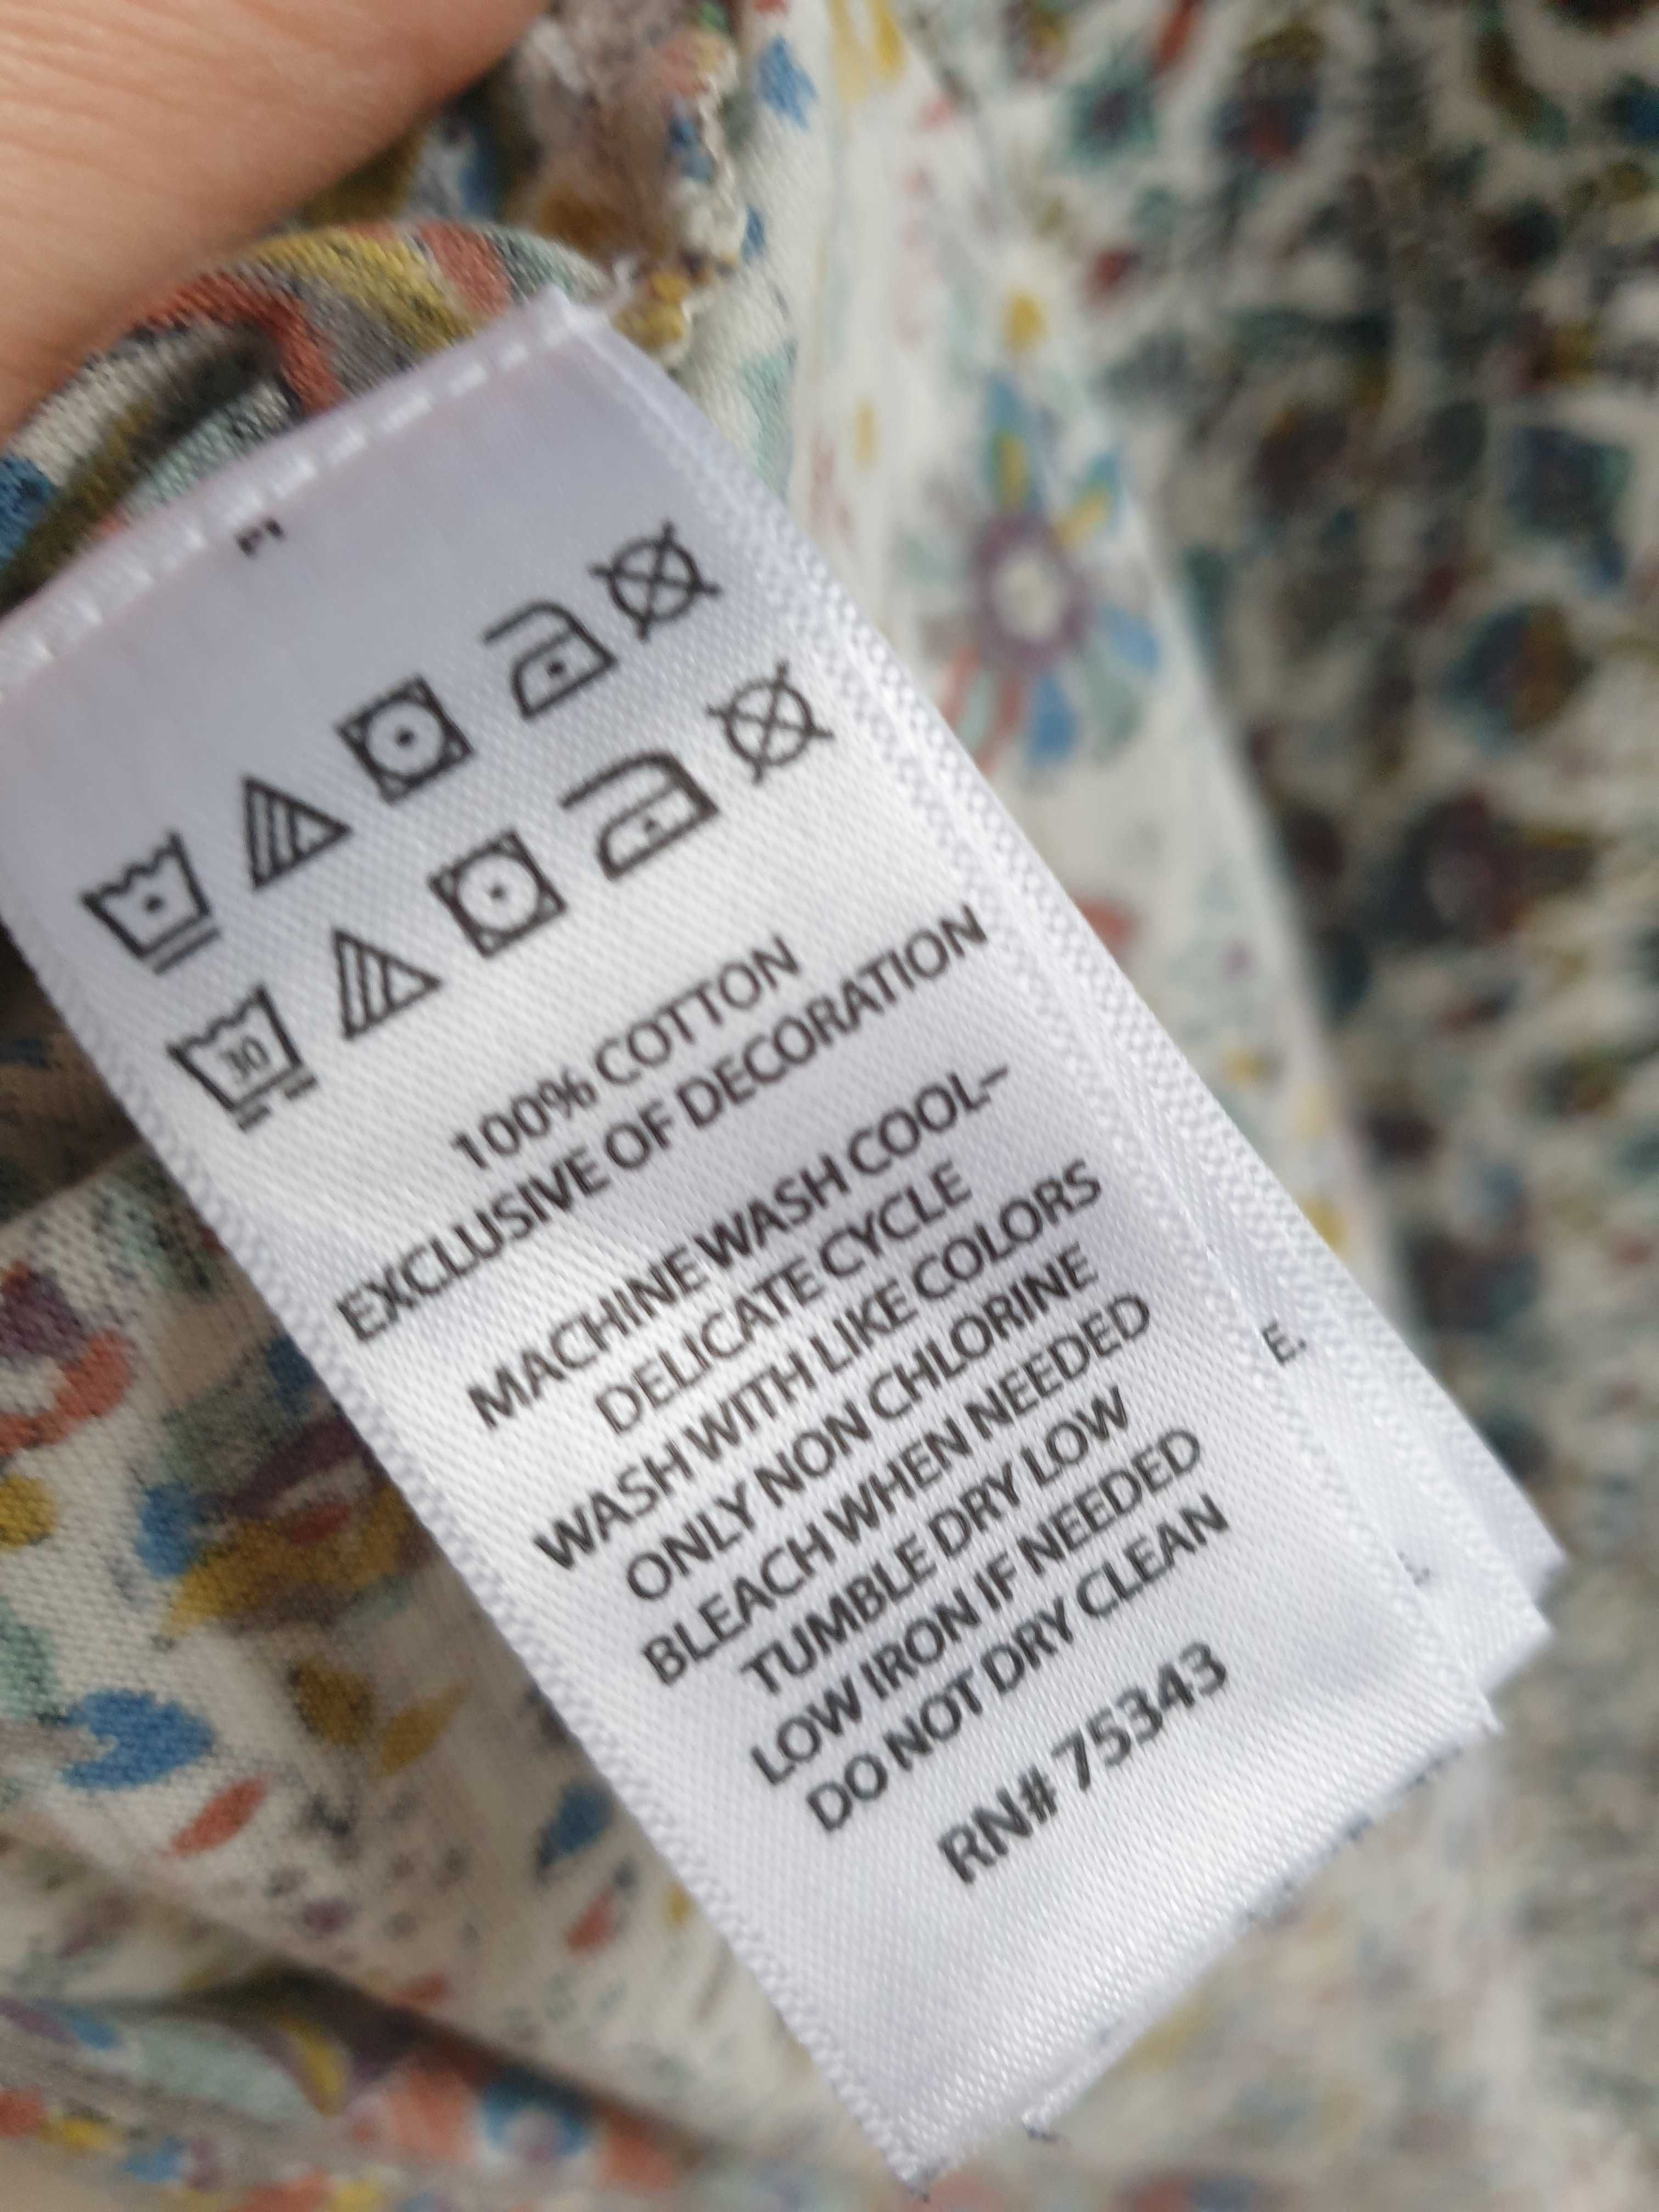 30
100% COTTON
EXCLUSIVE OF DECORATION
MACHINE WASH COOL–
DELICATE CYCLE
WASH WITH LIKE COLORS
ONLY NON CHLORINE
BLEACH WHEN NEEDED
TUMBLE DRY LOW
LOW IRON IF NEEDED
DO NOT DRY CLEAN
RN# 75343
E.